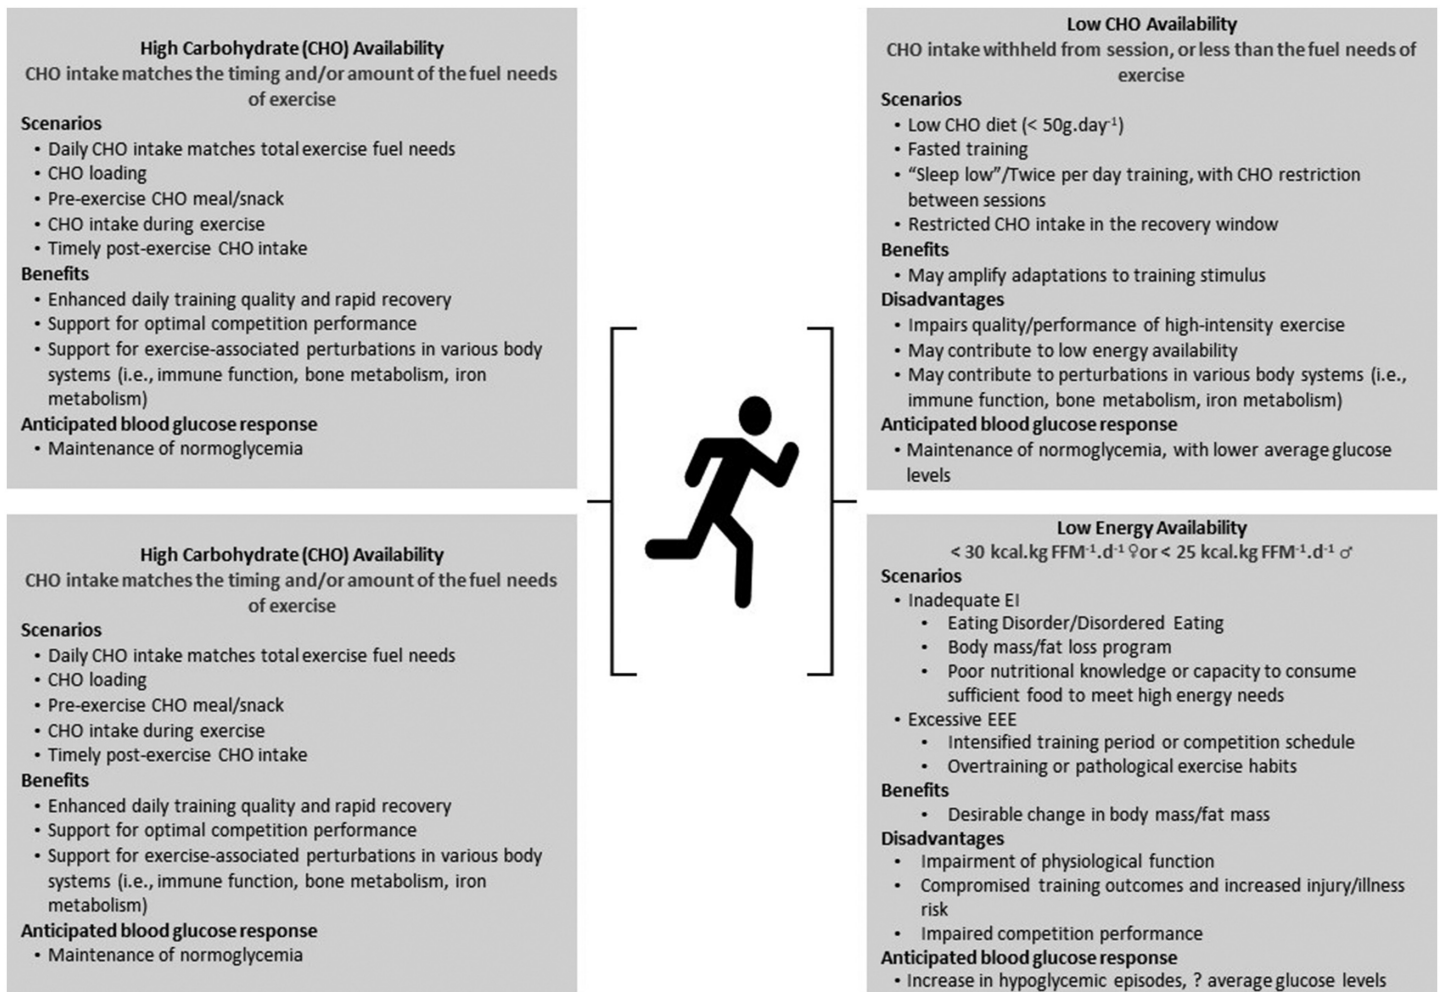 High Carbohydrate (CHO) Availability
CHO intake matches the timing and/or amount of the fuel needs
of exercise
Scenarios
• Daily CHO intake matches total exercise fuel needs
• CHO loading
• Pre-exercise CHO meal/snack
• CHO intake during exercise
• Timely post-exercise CHO intake
Benefits
• Enhanced daily training quality and rapid recovery
• Support for optimal competition performance
• Support for exercise-associated perturbations in various body
systems (i.e., immune function, bone metabolism, iron
metabolism)
Anticipated blood glucose response
• Maintenance of normoglycemia
Low CHO Availability
CHO intake withheld from session, or less than the fuel needs of
exercise
Scenarios
• Low CHO diet (< 50g.day⁻¹)
• Fasted training
• “Sleep low”/Twice per day training, with CHO restriction
between sessions
• Restricted CHO intake in the recovery window
Benefits
• May amplify adaptations to training stimulus
Disadvantages
• Impairs quality/performance of high-intensity exercise
• May contribute to low energy availability
• May contribute to perturbations in various body systems (i.e.,
immune function, bone metabolism, iron metabolism)
Anticipated blood glucose response
• Maintenance of normoglycemia, with lower average glucose
levels
High Carbohydrate (CHO) Availability
CHO intake matches the timing and/or amount of the fuel needs
of exercise
Scenarios
• Daily CHO intake matches total exercise fuel needs
• CHO loading
• Pre-exercise CHO meal/snack
• CHO intake during exercise
• Timely post-exercise CHO intake
Benefits
• Enhanced daily training quality and rapid recovery
• Support for optimal competition performance
• Support for exercise-associated perturbations in various body
systems (i.e., immune function, bone metabolism, iron
metabolism)
Anticipated blood glucose response
• Maintenance of normoglycemia
Low Energy Availability
< 30 kcal.kg FFM⁻¹.d⁻¹ ♀or < 25 kcal.kg FFM⁻¹.d⁻¹ ♂
Scenarios
• Inadequate EI
• Eating Disorder/Disordered Eating
• Body mass/fat loss program
• Poor nutritional knowledge or capacity to consume
sufficient food to meet high energy needs
• Excessive EEE
• Intensified training period or competition schedule
• Overtraining or pathological exercise habits
Benefits
• Desirable change in body mass/fat mass
Disadvantages
• Impairment of physiological function
• Compromised training outcomes and increased injury/illness
risk
• Impaired competition performance
Anticipated blood glucose response
• Increase in hypoglycemic episodes, ? average glucose levels